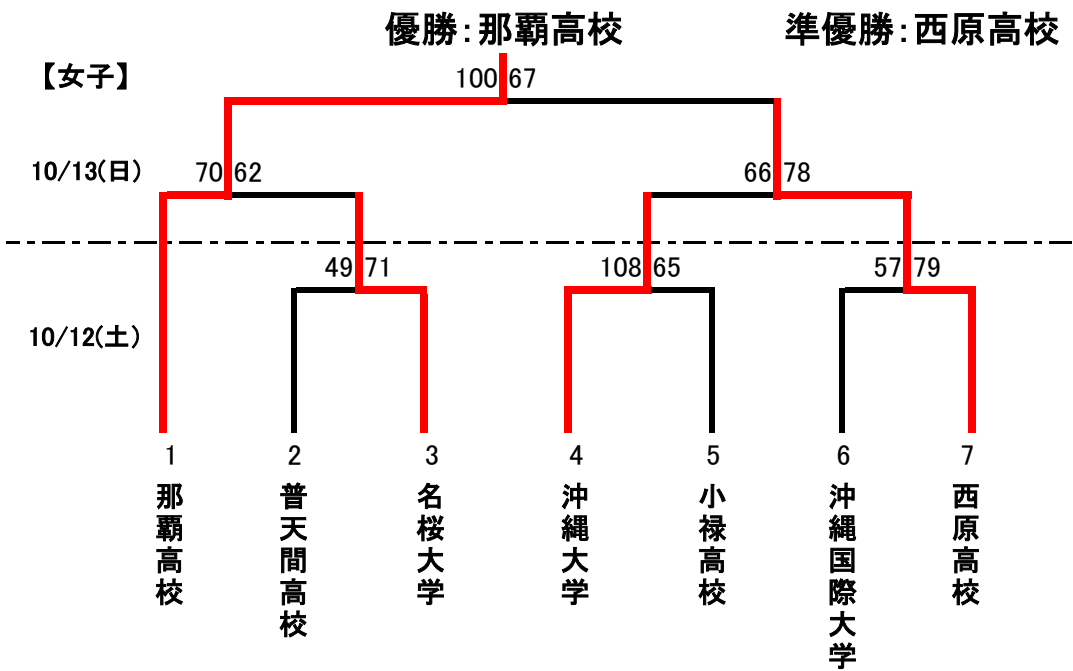 優勝：那覇高校 準優勝：西原高校
【女子】
100 67
10/13(日)
70 62 66 78
49 71 108 65 57 79
10/12(土)
1 2 3 4 5 6 7
那覇高校
普天間高校
名桜大学
沖縄大学
小禄高校
沖縄国際大学
西原高校